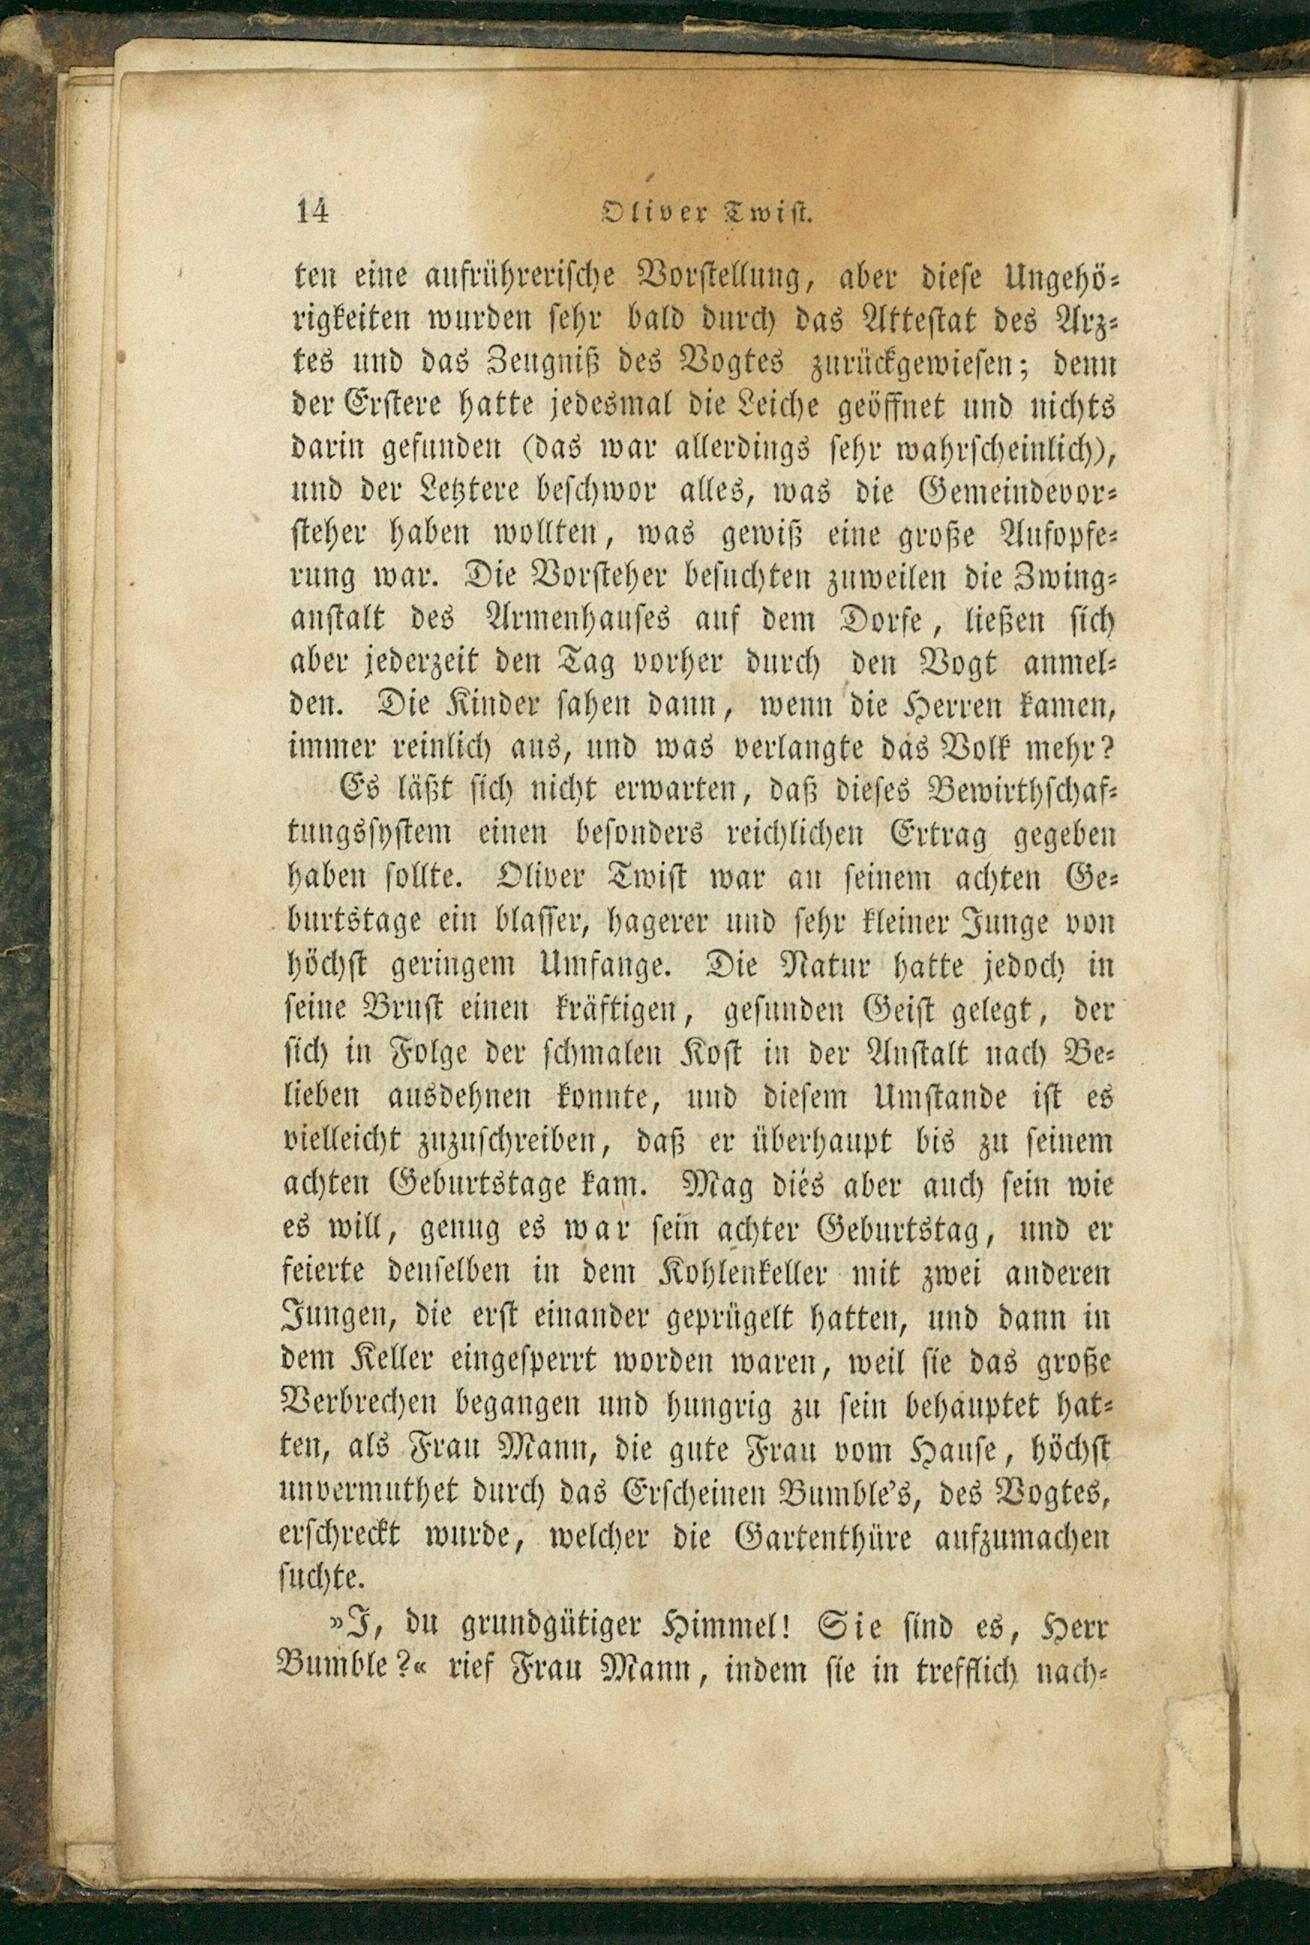 14 Oliver Twist.
ten eine aufrührerische Vorstellung, aber diese Ungehö-
rigkeiten wurden sehr bald durch das Attestat des Arz-
tes und das Zeugniß des Vogtes zurückgewiesen; denn
der Erstere hatte jedesmal die Leiche geöffnet und nichts
darin gefunden (das war allerdings sehr wahrscheinlich),
und der Letztere beschwor alles, was die Gemeindevor-
steher haben wollten, was gewiß eine große Aufopfe-
rung war. Die Vorsteher besuchten zuweilen die Zwing-
anstalt des Armenhauses auf dem Dorfe, ließen sich
aber jederzeit den Tag vorher durch den Vogt anmel-
den. Die Kinder sahen dann, wenn die Herren kamen,
immer reinlich aus, und was verlangte das Volk mehr?
Es läßt sich nicht erwarten, daß dieses Bewirthschaf-
tungssystem einen besonders reichlichen Ertrag gegeben
haben sollte. Oliver Twist war an seinem achten Ge-
burtstage ein blasser, hagerer und sehr kleiner Junge von
höchst geringem Umfange. Die Natur hatte jedoch in
seine Brust einen kräftigen, gesunden Geist gelegt, der
sich in Folge der schmalen Kost in der Anstalt nach Be-
lieben ausdehnen konnte, und diesem Umstande ist es
vielleicht zuzuschreiben, daß er überhaupt bis zu seinem
achten Geburtstage kam. Mag dies aber auch sein wie
es will, genug es war sein achter Geburtstag, und er
feierte denselben in dem Kohlenkeller mit zwei anderen
Jungen, die erst einander geprügelt hatten, und dann in
dem Keller eingesperrt worden waren, weil sie das große
Verbrechen begangen und hungrig zu sein behauptet hat-
ten, als Frau Mann, die gute Frau vom Hause, höchst
unvermuthet durch das Erscheinen Bumble's, des Vogtes,
erschreckt wurde, welcher die Gartenthüre aufzumachen
suchte.
»I, du grundgütiger Himmel! Sie sind es, Herr
Bumble?« rief Frau Mann, indem sie in trefflich nach-